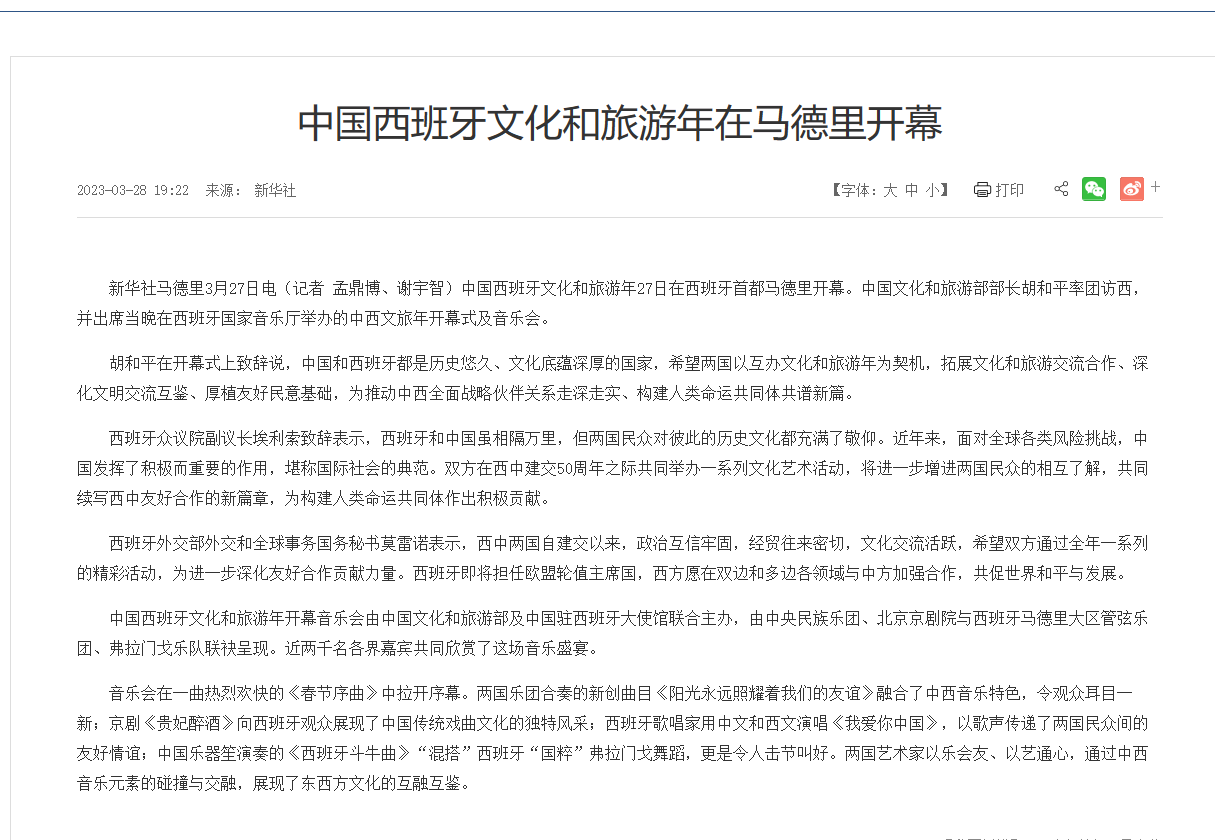 中国西班牙文化和旅游年在马德里开幕
2023-03-28 19:22 来源： 新华社 【字体：大 中 小】 打印 +
新华社马德里3月27日电（记者 孟鼎博、谢宇智）中国西班牙文化和旅游年27日在西班牙首都马德里开幕。中国文化和旅游部部长胡和平率团访西，
并出席当晚在西班牙国家音乐厅举办的中西文旅年开幕式及音乐会。
胡和平在开幕式上致辞说，中国和西班牙都是历史悠久、文化底蕴深厚的国家，希望两国以互办文化和旅游年为契机，拓展文化和旅游交流合作、深
化文明交流互鉴、厚植友好民意基础，为推动中西全面战略伙伴关系走深走实、构建人类命运共同体共谱新篇。
西班牙众议院副议长埃利索致辞表示，西班牙和中国虽相隔万里，但两国民众对彼此的历史文化都充满了敬仰。近年来，面对全球各类风险挑战，中
国发挥了积极而重要的作用，堪称国际社会的典范。双方在西中建交50周年之际共同举办一系列文化艺术活动，将进一步增进两国民众的相互了解，共同
续写西中友好合作的新篇章，为构建人类命运共同体作出积极贡献。
西班牙外交部外交和全球事务国务秘书莫雷诺表示，西中两国自建交以来，政治互信牢固，经贸往来密切，文化交流活跃，希望双方通过全年一系列
的精彩活动，为进一步深化友好合作贡献力量。西班牙即将担任欧盟轮值主席国，西方愿在双边和多边各领域与中方加强合作，共促世界和平与发展。
中国西班牙文化和旅游年开幕音乐会由中国文化和旅游部及中国驻西班牙大使馆联合主办，由中央民族乐团、北京京剧院与西班牙马德里大区管弦乐
团、弗拉门戈乐队联袂呈现。近两千名各界嘉宾共同欣赏了这场音乐盛宴。
音乐会在一曲热烈欢快的《春节序曲》中拉开序幕。两国乐团合奏的新创曲目《阳光永远照耀着我们的友谊》融合了中西音乐特色，令观众耳目一
新；京剧《贵妃醉酒》向西班牙观众展现了中国传统戏曲文化的独特风采；西班牙歌唱家用中文和西文演唱《我爱你中国》，以歌声传递了两国民众间的
友好情谊；中国乐器笙演奏的《西班牙斗牛曲》“混搭”西班牙“国粹”弗拉门戈舞蹈，更是令人击节叫好。两国艺术家以乐会友、以艺通心，通过中西
音乐元素的碰撞与交融，展现了东西方文化的互融互鉴。